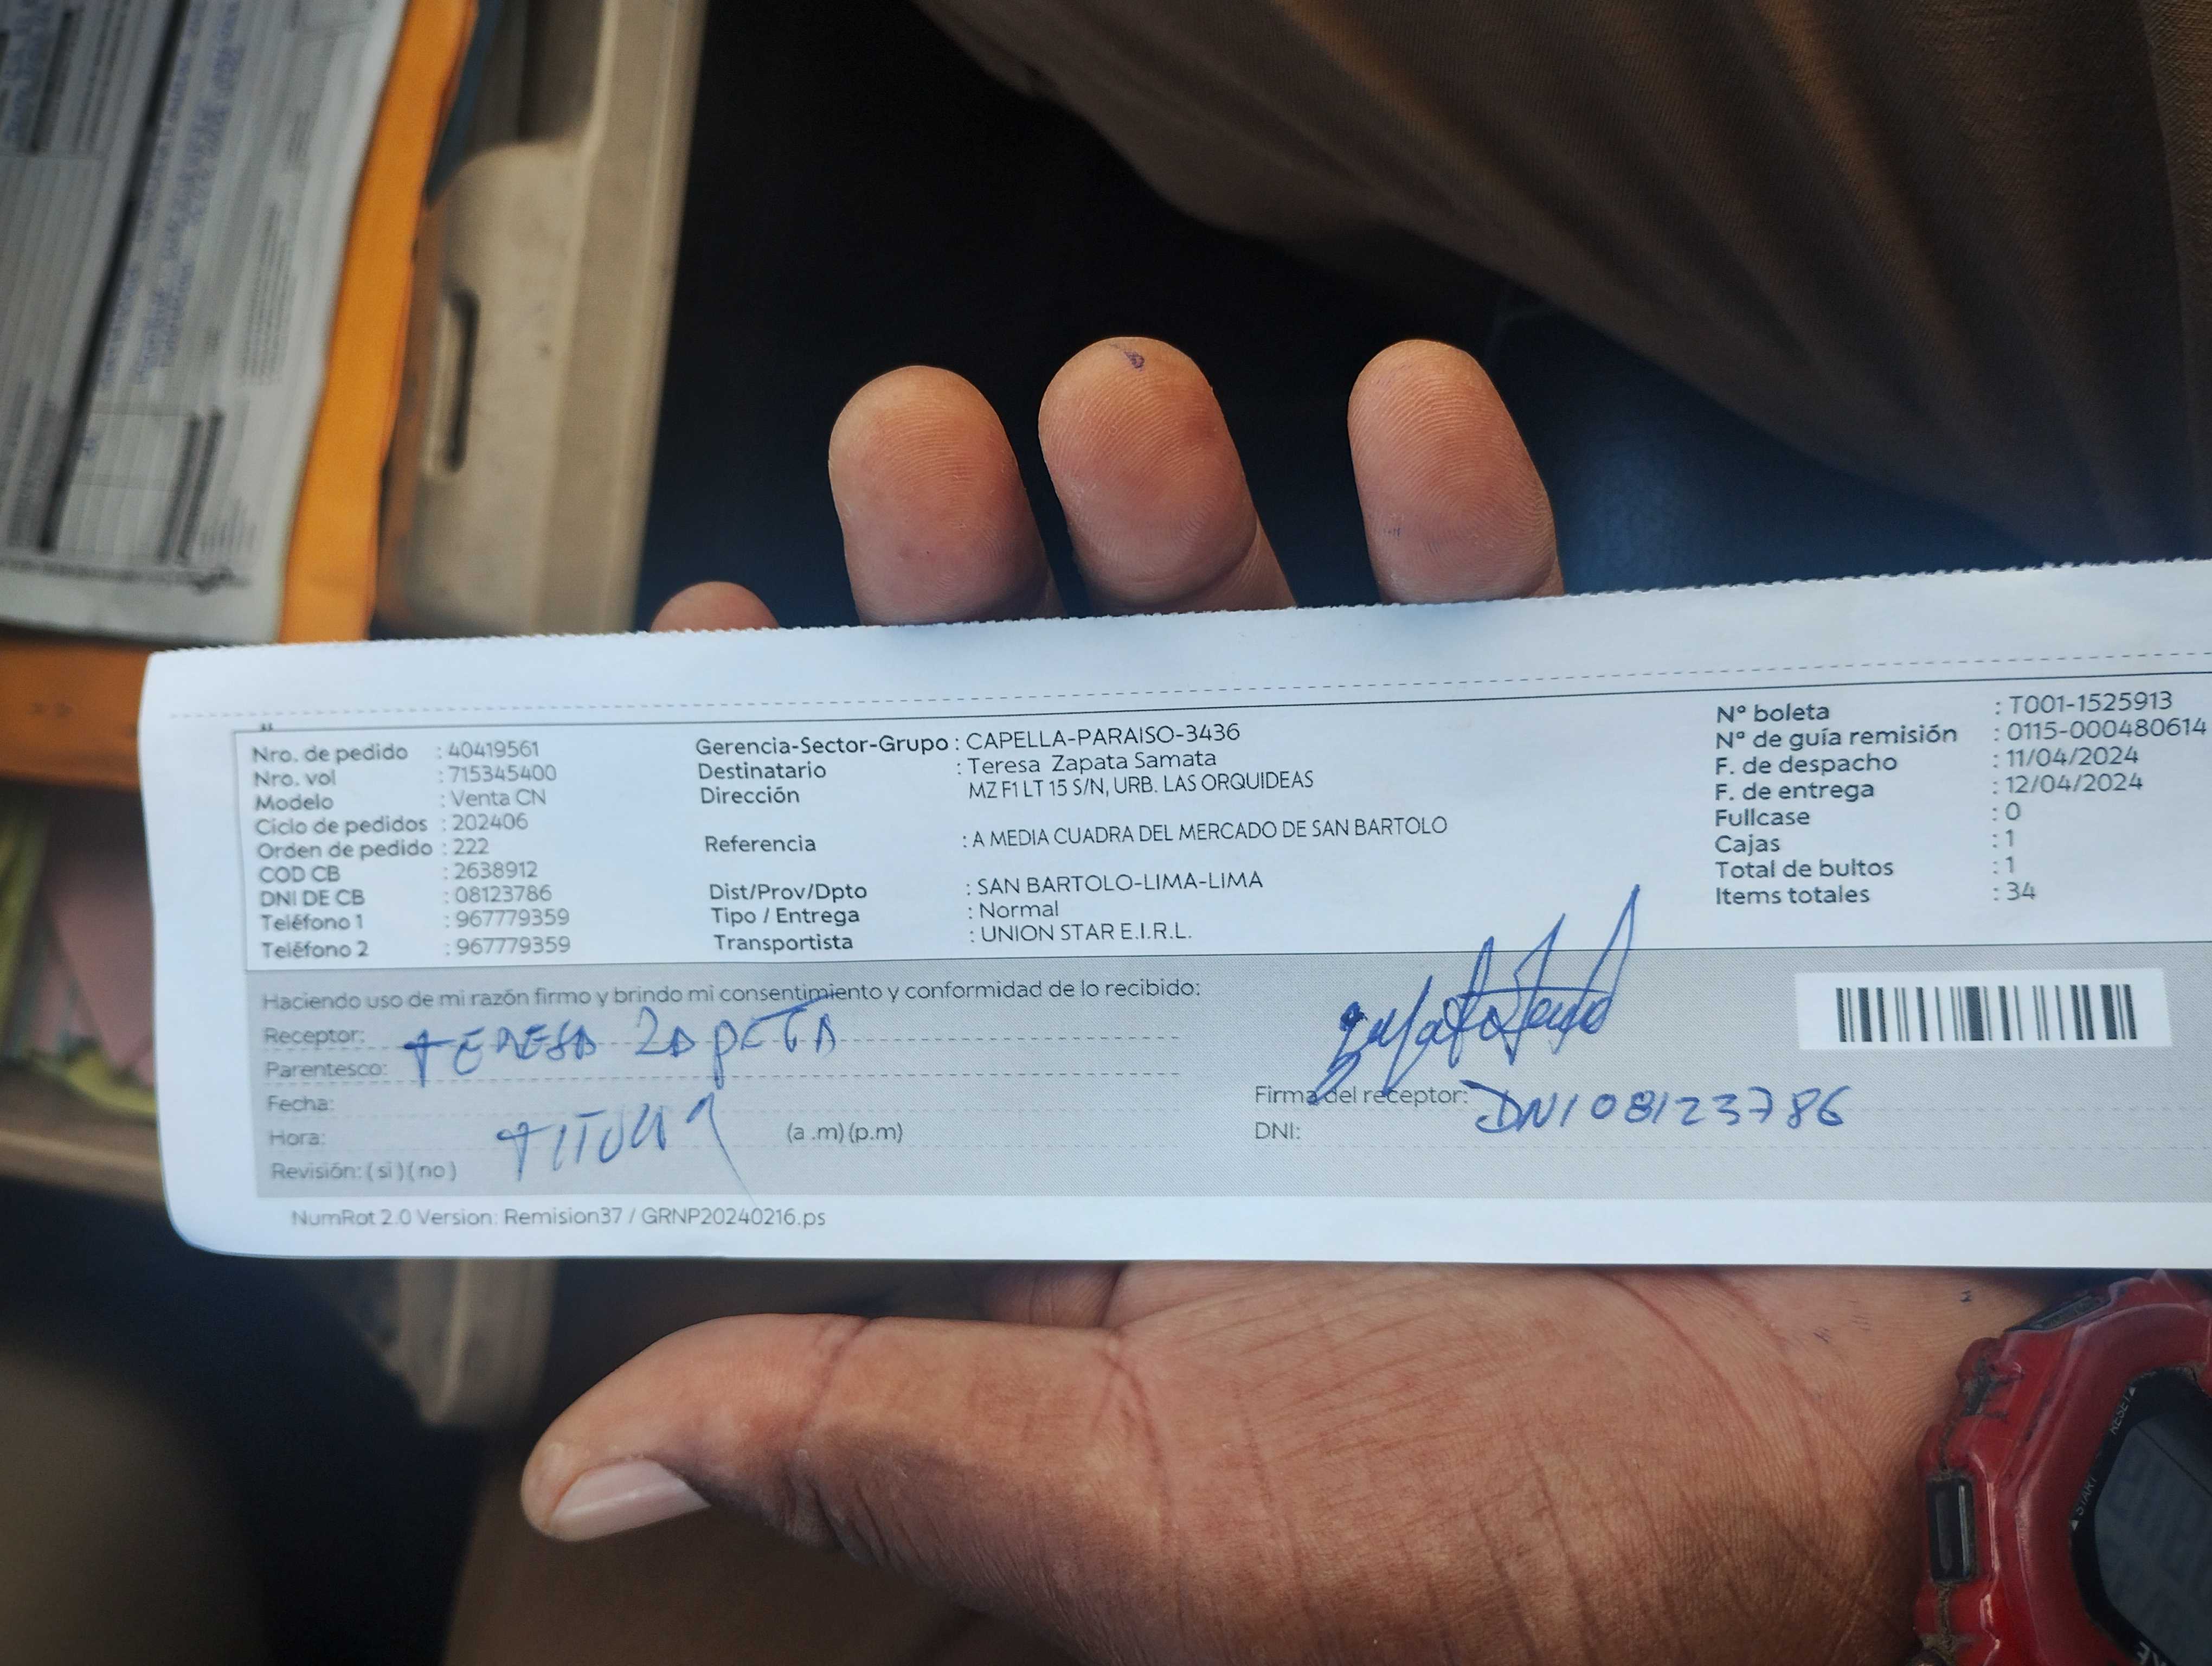 Nro. de pedido : 40419561
Nro. vol : 715345400
Modelo : Venta CN
Ciclo de pedidos : 202406
Orden de pedido : 222
COD CB : 2638912
DNI DE CB : 08123786
Teléfono 1 : 967779359
Teléfono 2 : 967779359
Gerencia-Sector-Grupo : CAPELLA-PARAISO-3436
Destinatario : Teresa Zapata Samata
Dirección MZ F1 LT 15 S/N, URB. LAS ORQUIDEAS
Referencia : A MEDIA CUADRA DEL MERCADO DE SAN BARTOLO
Dist/Prov/Dpto : SAN BARTOLO-LIMA-LIMA
Tipo / Entrega : Normal
Transportista : UNION STAR E.I.R.L.
Nº boleta : T001-1525913
Nº de guía remisión : 0115-000480614
F. de despacho : 11/04/2024
F. de entrega : 12/04/2024
Fullcase : 0
Cajas : 1
Total de bultos : 1
Items totales : 34
Haciendo uso de mi razón firmo y brindo mi consentimiento y conformidad de lo recibido:
Receptor: TERESA ZAPETA
Parentesco:
Fecha:
Hora: (a .m) (p.m)
Revisión: ( si ) ( no )
Firma del receptor: DNI 08123786
DNI:
NumRot 2.0 Version: Remision37 / GRNP20240216.ps
RESET
START